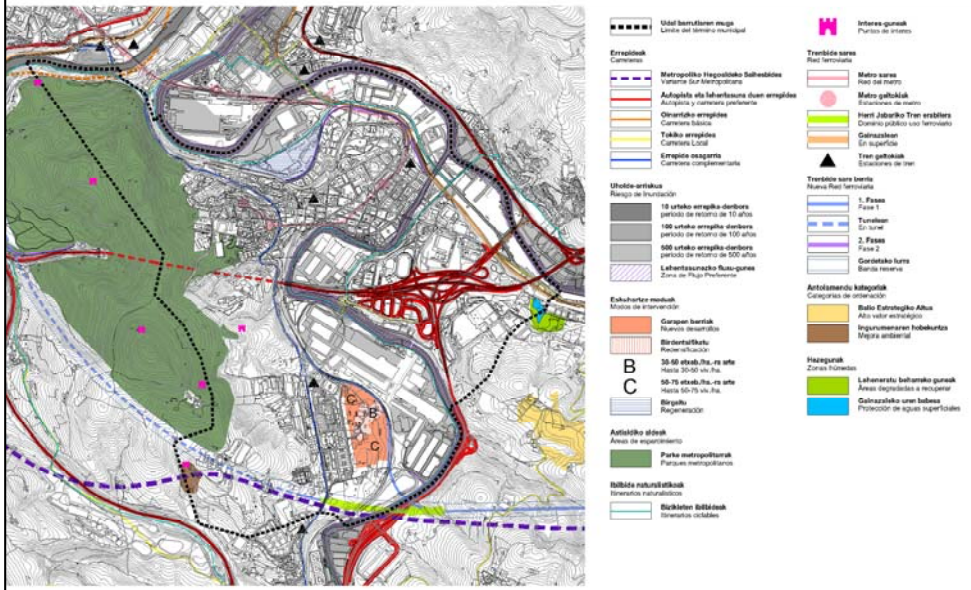 Udal barrutiaren muga
Límite del término municipal
Errepideak
Carreteras
Metropoliko Hegoaldeko Saihesbidea
Variante Sur Metropolitana
Autopista eta lehentasuna duen errepidea
Autopista y carretera preferente
Oinarrizko errepidea
Carretera básica
Tokiko errepidea
Carretera Local
Errepide osagarria
Carretera complementaria
Uholde-arriskua
Riesgo de Inundación
10 urteko errepika-denbora
periodo de retorno de 10 años
100 urteko errepika-denbora
periodo de retorno de 100 años
500 urteko errepika-denbora
periodo de retorno de 500 años
Lehentasunazko fluxu-gunea
Zona de Flujo Preferente
Eskuhartze moduak
Modos de intervención
Garapen berriak
Nuevos desarrollos
Birdentsifikatu
Redensificación
B
30-50 etxeb./ha.-ra arte
Hasta 30-50 viv./ha.
C
50-75 etxeb./ha.-ra arte
Hasta 50-75 viv./ha.
Birgaitu
Regeneración
Aisialdiko aldeak
Áreas de esparcimiento
Parke metropolitarrak
Parques metropolitanos
Ibilbide naturalistikoak
Itinerarios naturalísticos
Bizikleten ibilbideak
Itinerarios ciclables
Interes-guneak
Puntos de interés
Trenbide sarea
Red ferroviaria
Metro sarea
Red del metro
Metro geltokiak
Estaciones de metro
Herri Jabariko Tren erabilera
Dominio público uso ferroviario
Gainazalean
En superficie
Tren geltokiak
Estaciones de tren
Trenbide sare berria
Nueva Red ferroviaria
1. Fasea
Fase 1
Tunelean
En túnel
2. Fasea
Fase 2
Gordetako lurra
Banda reserva
Antolamendu kategoriak
Categorías de ordenación
Balio Estrategiko Altua
Alto valor estratégico
Ingurumenaren hobekuntza
Mejora ambiental
Hezegunak
Zonas húmedas
Leheneratu beharreko guneak
Áreas degradadas a recuperar
Gainazaleko uren babesa
Protección de aguas superficiales
C
B
C